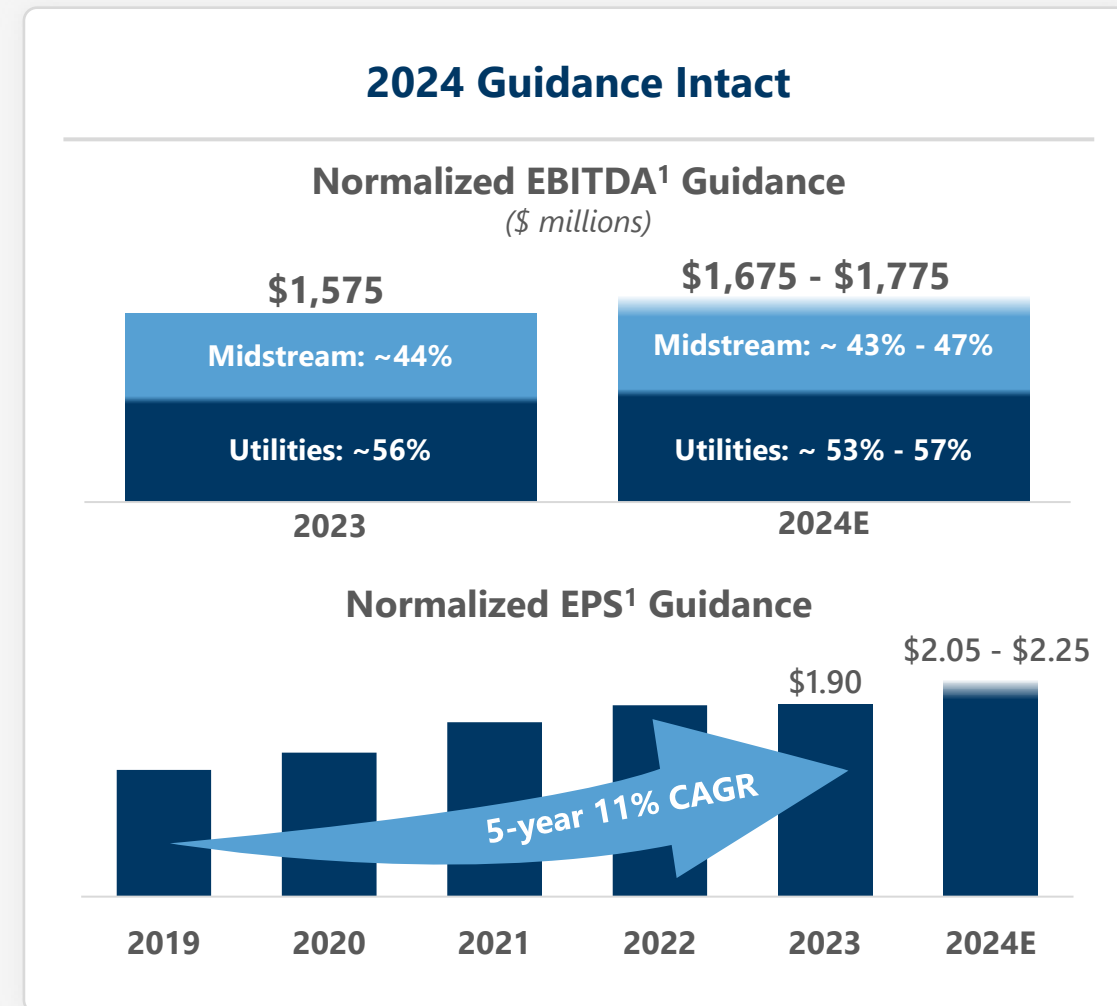 2024 Guidance Intact
Normalized EBITDA¹ Guidance
($ millions)
$1,575
$1,675 - $1,775
Midstream: ~44%
Midstream: ~ 43% - 47%
Utilities: ~56%
Utilities: ~ 53% - 57%
2023
2024E
Normalized EPS¹ Guidance
$2.05 - $2.25
$1.90
5-year 11% CAGR
2019
2020
2021
2022
2023
2024E